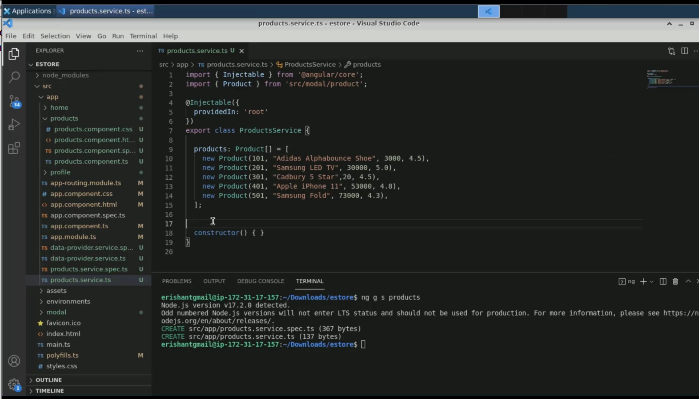 Applications
products.service.ts - est...
products.service.ts - estore - Visual Studio Code
File Edit Selection View Go Run Terminal Help
EXPLORER
products.service.ts U
ESTORE
src > app > products.service.ts > ProductsService > products
node_modules
src
app
home
products
products.component.css U
products.component.ht... U
products.component.sp... U
products.component.ts U
profile
app-routing.module.ts M
app.component.css M
app.component.html M
app.component.spec.ts
app.component.ts M
app.module.ts M
data-provider.service.sp... U
data-provider.service.ts U
products.service.spec.ts U
products.service.ts U
assets
environments
modal
favicon.ico
index.html
main.ts
polyfills.ts M
styles.css
OUTLINE
TIMELINE
1 import { Injectable } from '@angular/core';
2 import { Product } from 'src/modal/product';
3
4 @Injectable({
5 providedIn: 'root'
6 })
7 export class ProductsService {
8
9 products: Product[] = [
10 new Product(101, "Adidas Alphabounce Shoe", 3000, 4.5),
11 new Product(201, "Samsung LED TV", 30000, 5.0),
12 new Product(301, "Cadbury 5 Star",20, 4.5),
13 new Product(401, "Apple iPhone 11", 53000, 4.8),
14 new Product(501, "Samsung Fold", 73000, 4.3),
15 ];
16
17
18 constructor() { }
19 }
20
PROBLEMS OUTPUT DEBUG CONSOLE TERMINAL
ng
erishantgmail@ip-172-31-17-157:~/Downloads/estore$ ng g s products
Node.js version v17.2.0 detected.
Odd numbered Node.js versions will not enter LTS status and should not be used for production. For more information, please see https://n
odejs.org/en/about/releases/.
CREATE src/app/products.service.spec.ts (367 bytes)
CREATE src/app/products.service.ts (137 bytes)
erishantgmail@ip-172-31-17-157:~/Downloads/estore$